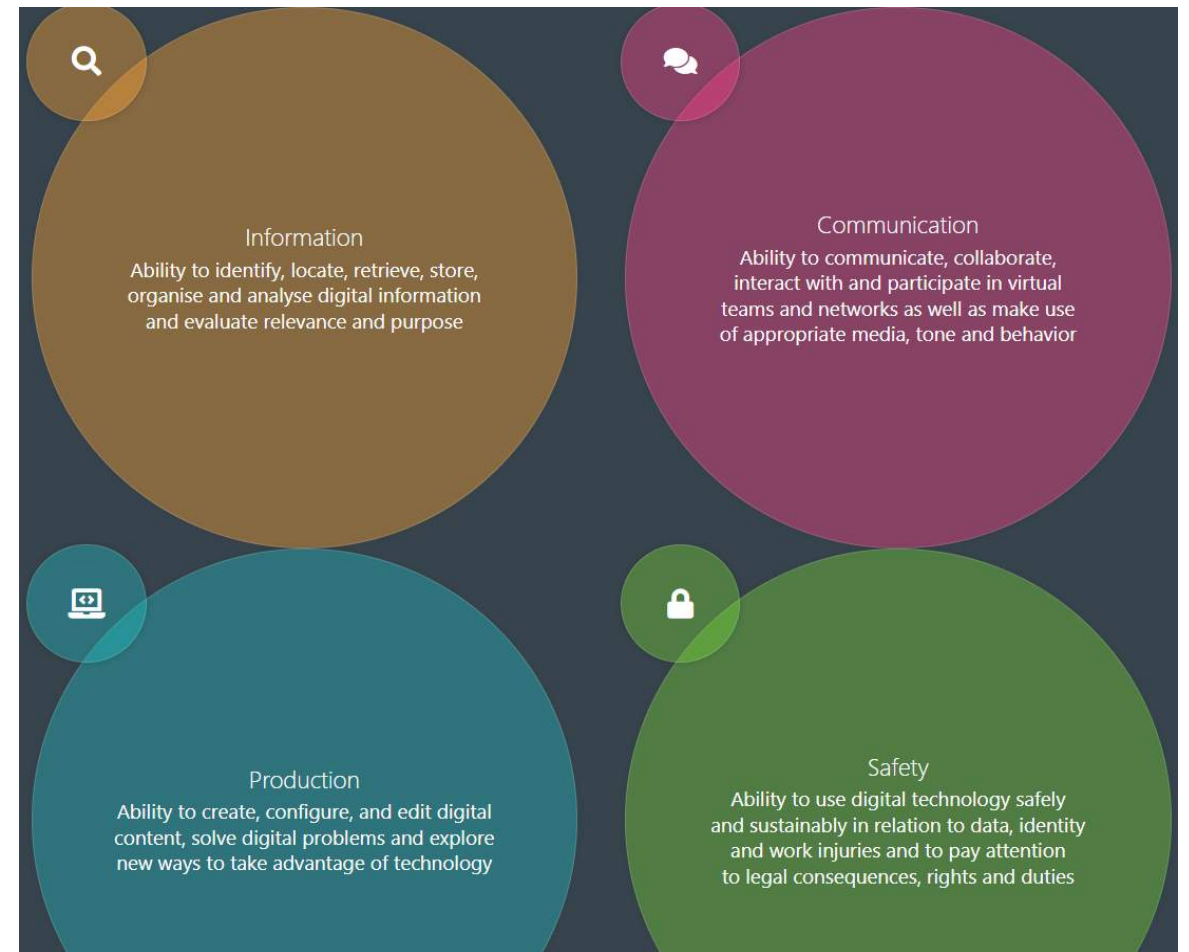 Information
Ability to identify, locate, retrieve, store,
organise and analyse digital information
and evaluate relevance and purpose
Communication
Ability to communicate, collaborate,
interact with and participate in virtual
teams and networks as well as make use
of appropriate media, tone and behavior
Production
Ability to create, configure, and edit digital
content, solve digital problems and explore
new ways to take advantage of technology
Safety
Ability to use digital technology safely
and sustainably in relation to data, identity
and work injuries and to pay attention
to legal consequences, rights and duties